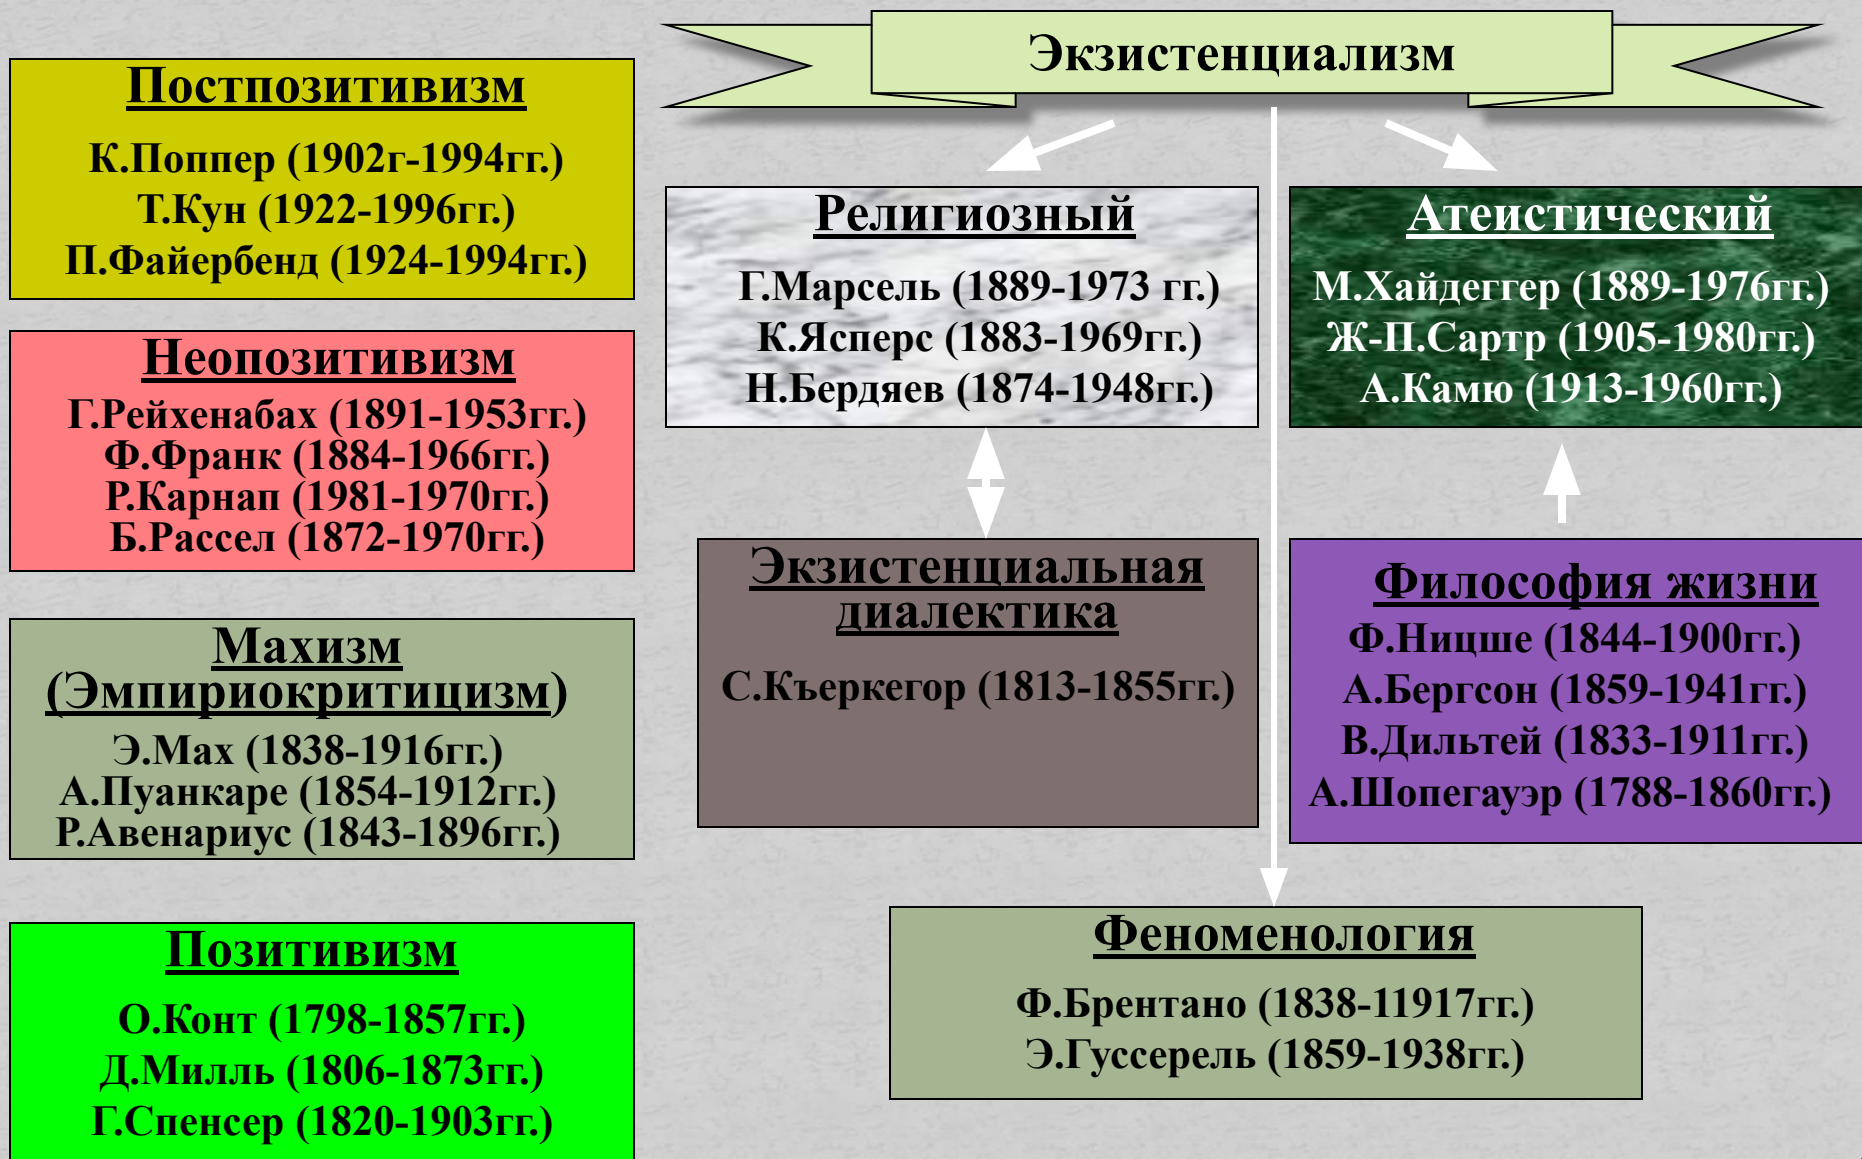 Экзистенциализм
Постпозитивизм
К.Поппер (1902г-1994гг.)
Т.Кун (1922-1996гг.)
П.Файербенд (1924-1994гг.)
Неопозитивизм
Г.Рейхенабах (1891-1953гг.)
Ф.Франк (1884-1966гг.)
Р.Карнап (1981-1970гг.)
Б.Рассел (1872-1970гг.)
Махизм
(Эмпириокритицизм)
Э.Мах (1838-1916гг.)
А.Пуанкаре (1854-1912гг.)
Р.Авенариус (1843-1896гг.)
Позитивизм
О.Конт (1798-1857гг.)
Д.Милль (1806-1873гг.)
Г.Спенсер (1820-1903гг.)
Религиозный
Г.Марсель (1889-1973 гг.)
К.Ясперс (1883-1969гг.)
Н.Бердяев (1874-1948гг.)
Атеистический
М.Хайдеггер (1889-1976гг.)
Ж-П.Сартр (1905-1980гг.)
А.Камю (1913-1960гг.)
Экзистенциальная
диалектика
С.Къеркегор (1813-1855гг.)
Философия жизни
Ф.Ницше (1844-1900гг.)
А.Бергсон (1859-1941гг.)
В.Дильтей (1833-1911гг.)
А.Шопегауэр (1788-1860гг.)
Феноменология
Ф.Брентано (1838-11917гг.)
Э.Гуссерель (1859-1938гг.)